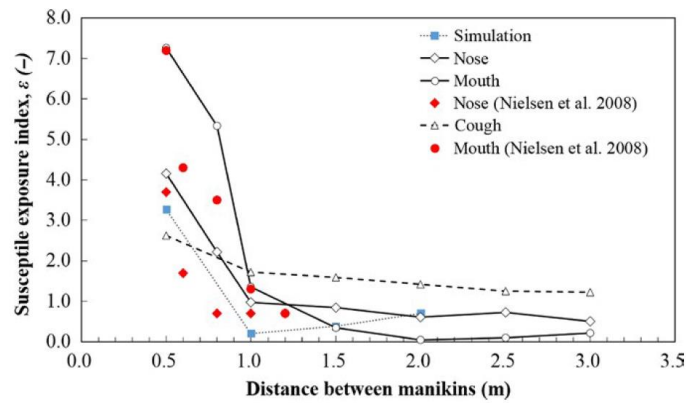 8.0
7.0
6.0
5.0
4.0
3.0
2.0
1.0
0.0
Susceptible exposure index, ε (–)
Simulation
Nose
Mouth
Nose (Nielsen et al. 2008)
Cough
Mouth (Nielsen et al. 2008)
0.0 0.5 1.0 1.5 2.0 2.5 3.0 3.5
Distance between manikins (m)